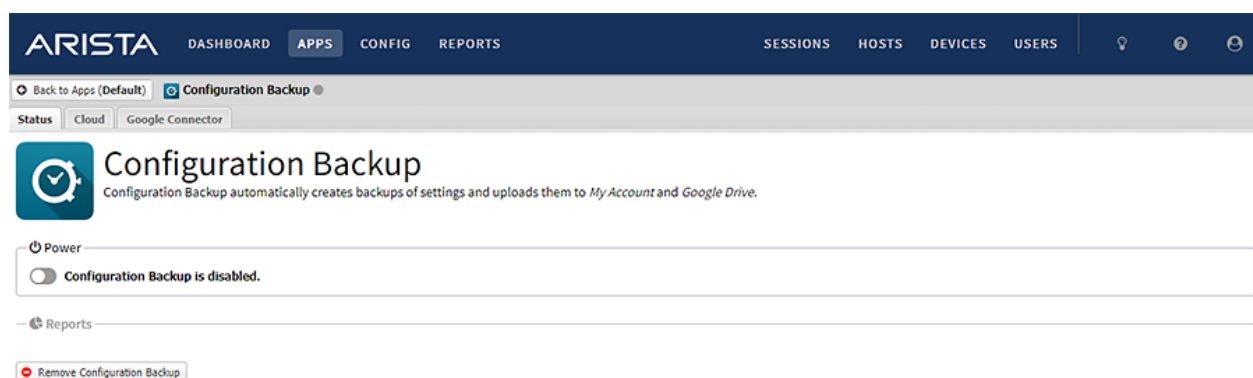 ARISTA DASHBOARD APPS CONFIG REPORTS SESSIONS HOSTS DEVICES USERS
Back to Apps (Default) Configuration Backup
Status Cloud Google Connector
Configuration Backup
Configuration Backup automatically creates backups of settings and uploads them to My Account and Google Drive.
Power
Configuration Backup is disabled.
Reports
Remove Configuration Backup